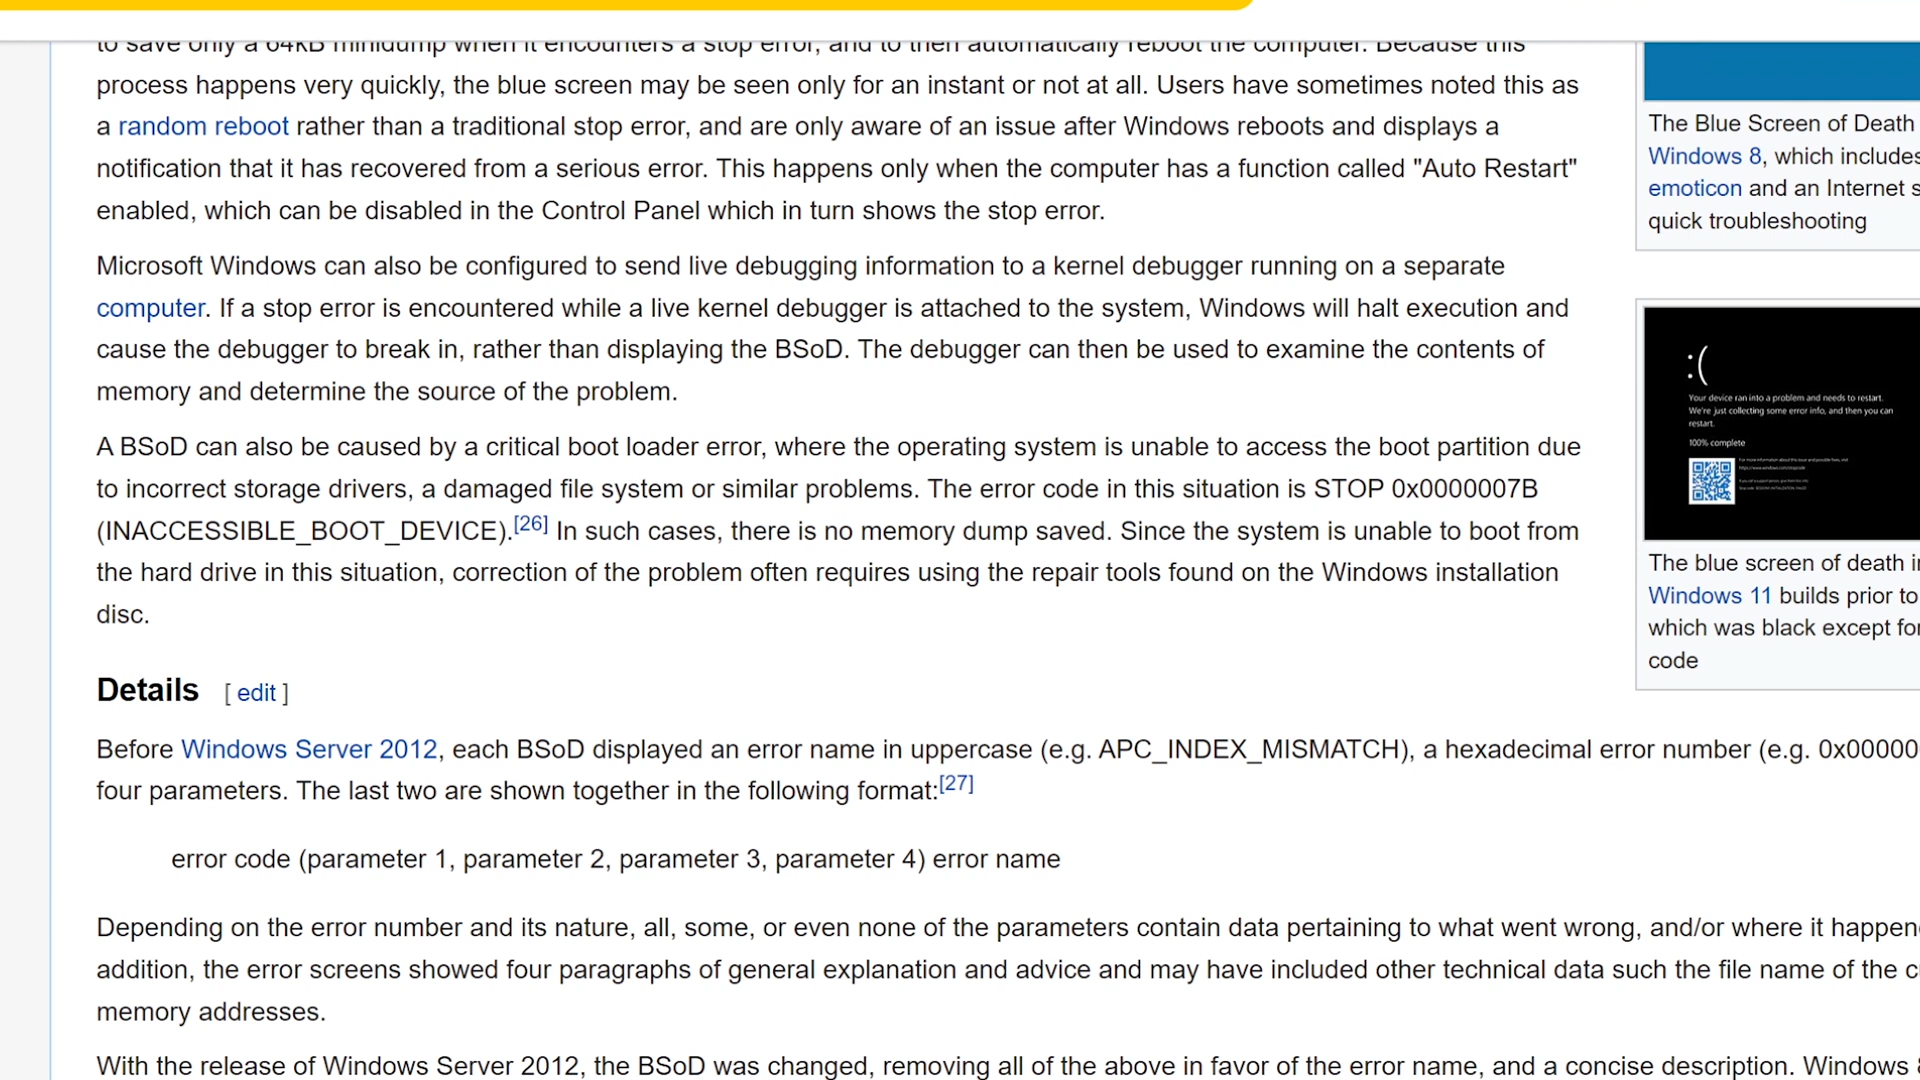 to save only a 64kB minidump when it encounters a stop error, and to then automatically reboot the computer. Because this
process happens very quickly, the blue screen may be seen only for an instant or not at all. Users have sometimes noted this as
a random reboot rather than a traditional stop error, and are only aware of an issue after Windows reboots and displays a
notification that it has recovered from a serious error. This happens only when the computer has a function called "Auto Restart"
enabled, which can be disabled in the Control Panel which in turn shows the stop error.
Microsoft Windows can also be configured to send live debugging information to a kernel debugger running on a separate
computer. If a stop error is encountered while a live kernel debugger is attached to the system, Windows will halt execution and
cause the debugger to break in, rather than displaying the BSoD. The debugger can then be used to examine the contents of
memory and determine the source of the problem.
A BSoD can also be caused by a critical boot loader error, where the operating system is unable to access the boot partition due
to incorrect storage drivers, a damaged file system or similar problems. The error code in this situation is STOP 0x0000007B
(INACCESSIBLE_BOOT_DEVICE).[26] In such cases, there is no memory dump saved. Since the system is unable to boot from
the hard drive in this situation, correction of the problem often requires using the repair tools found on the Windows installation
disc.
Details [ edit ]
Before Windows Server 2012, each BSoD displayed an error name in uppercase (e.g. APC_INDEX_MISMATCH), a hexadecimal error number (e.g. 0x00000
four parameters. The last two are shown together in the following format:[27]
error code (parameter 1, parameter 2, parameter 3, parameter 4) error name
Depending on the error number and its nature, all, some, or even none of the parameters contain data pertaining to what went wrong, and/or where it happen
addition, the error screens showed four paragraphs of general explanation and advice and may have included other technical data such the file name of the c
memory addresses.
With the release of Windows Server 2012, the BSoD was changed, removing all of the above in favor of the error name, and a concise description. Windows
The Blue Screen of Death
Windows 8, which includes
emoticon and an Internet s
quick troubleshooting
:(
Your device ran into a problem and needs to restart.
We're just collecting some error info, and then you can
restart.
100% complete
The blue screen of death in
Windows 11 builds prior to
which was black except for
code